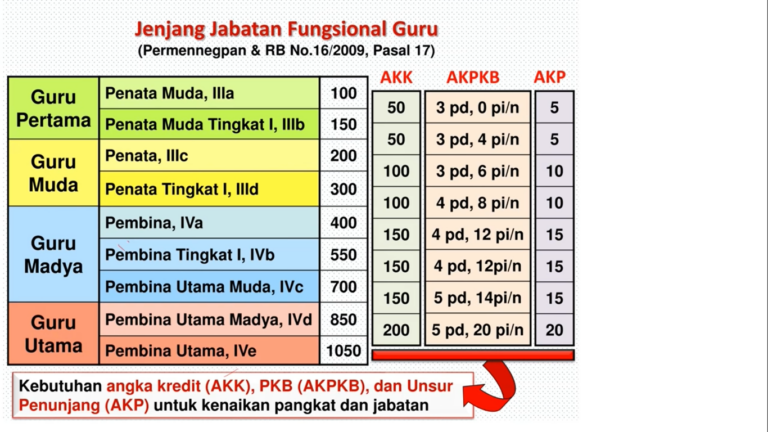 Jenjang Jabatan Fungsional Guru
(Permennegpan & RB No.16/2009, Pasal 17)
AKK AKPKB AKP
Guru Pertama
Penata Muda, IIIa 100
Penata Muda Tingkat I, IIIb 150
Guru Muda
Penata, IIIc 200
Penata Tingkat I, IIId 300
Guru Madya
Pembina, IVa 400
Pembina Tingkat I, IVb 550
Pembina Utama Muda, IVc 700
Guru Utama
Pembina Utama Madya, IVd 850
Pembina Utama, IVe 1050
50 3 pd, 0 pi/n 5
50 3 pd, 4 pi/n 5
100 3 pd, 6 pi/n 10
100 4 pd, 8 pi/n 10
150 4 pd, 12 pi/n 15
150 4 pd, 12pi/n 15
150 5 pd, 14pi/n 15
200 5 pd, 20 pi/n 20
Kebutuhan angka kredit (AKK), PKB (AKPKB), dan Unsur
Penunjang (AKP) untuk kenaikan pangkat dan jabatan